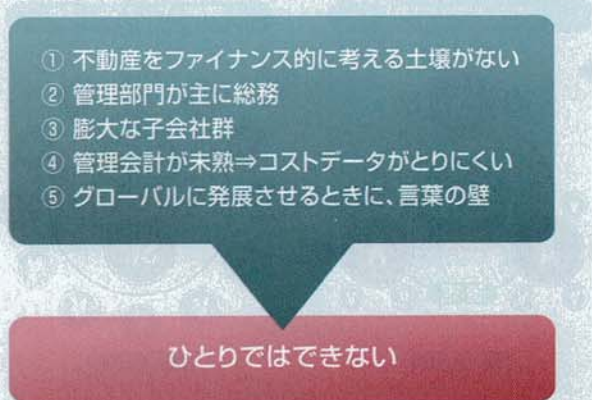 ① 不動産をファイナンス的に考える土壌がない
② 管理部門が主に総務
③ 膨大な子会社群
④ 管理会計が未熟⇒コストデータがとりにくい
⑤ グローバルに発展させるときに、言葉の壁
ひとりではできない